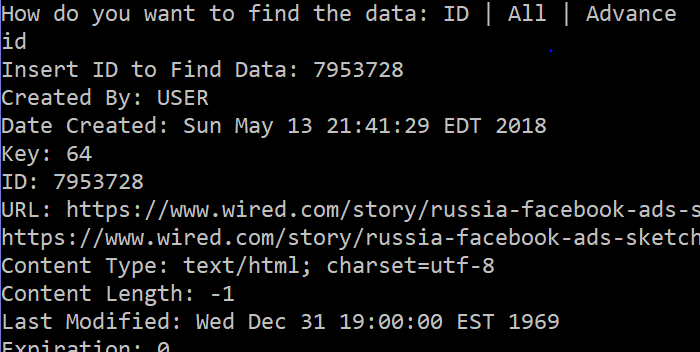 How do you want to find the data: ID | All | Advance
id
Insert ID to Find Data: 7953728
Created By: USER
Date Created: Sun May 13 21:41:29 EDT 2018
Key: 64
ID: 7953728
URL: https://www.wired.com/story/russia-facebook-ads-s
https://www.wired.com/story/russia-facebook-ads-sketch
Content Type: text/html; charset=utf-8
Content Length: -1
Last Modified: Wed Dec 31 19:00:00 EST 1969
Expiration: 0